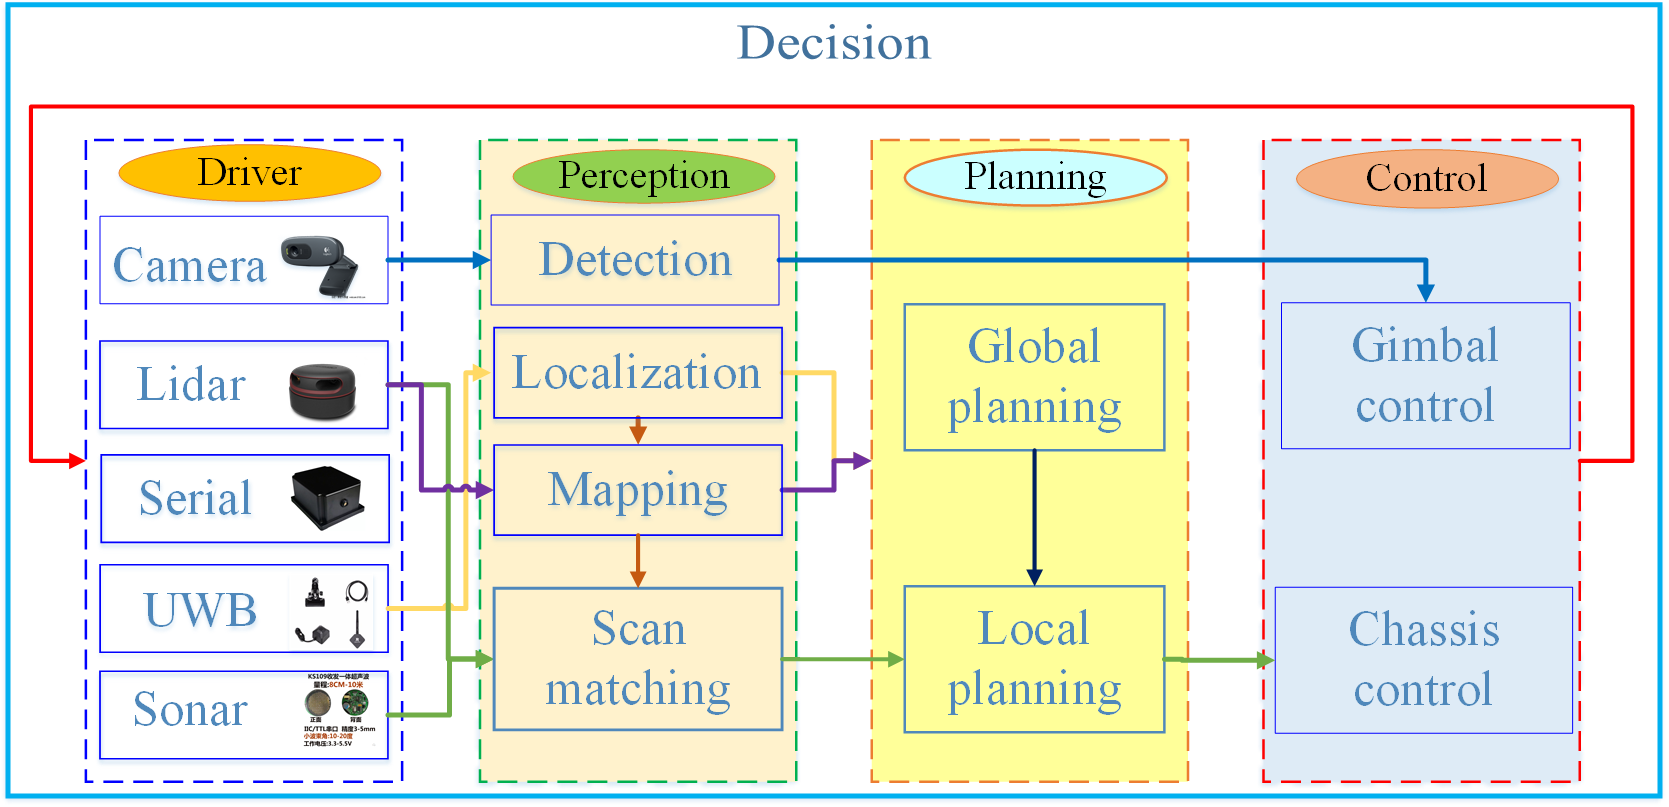 Decision
Driver
Perception
Planning
Control
Camera
Detection
Lidar
Localization
Global
planning
Gimbal
control
Serial
Mapping
UWB
Scan
matching
Local
planning
Chassis
control
Sonar
KS109收发一体超声波
量程:8CM-10米
正面
背面
IIC/TTL串口 精度3-5mm
小波束角:10-20度
工作电压:3.3-5.5V